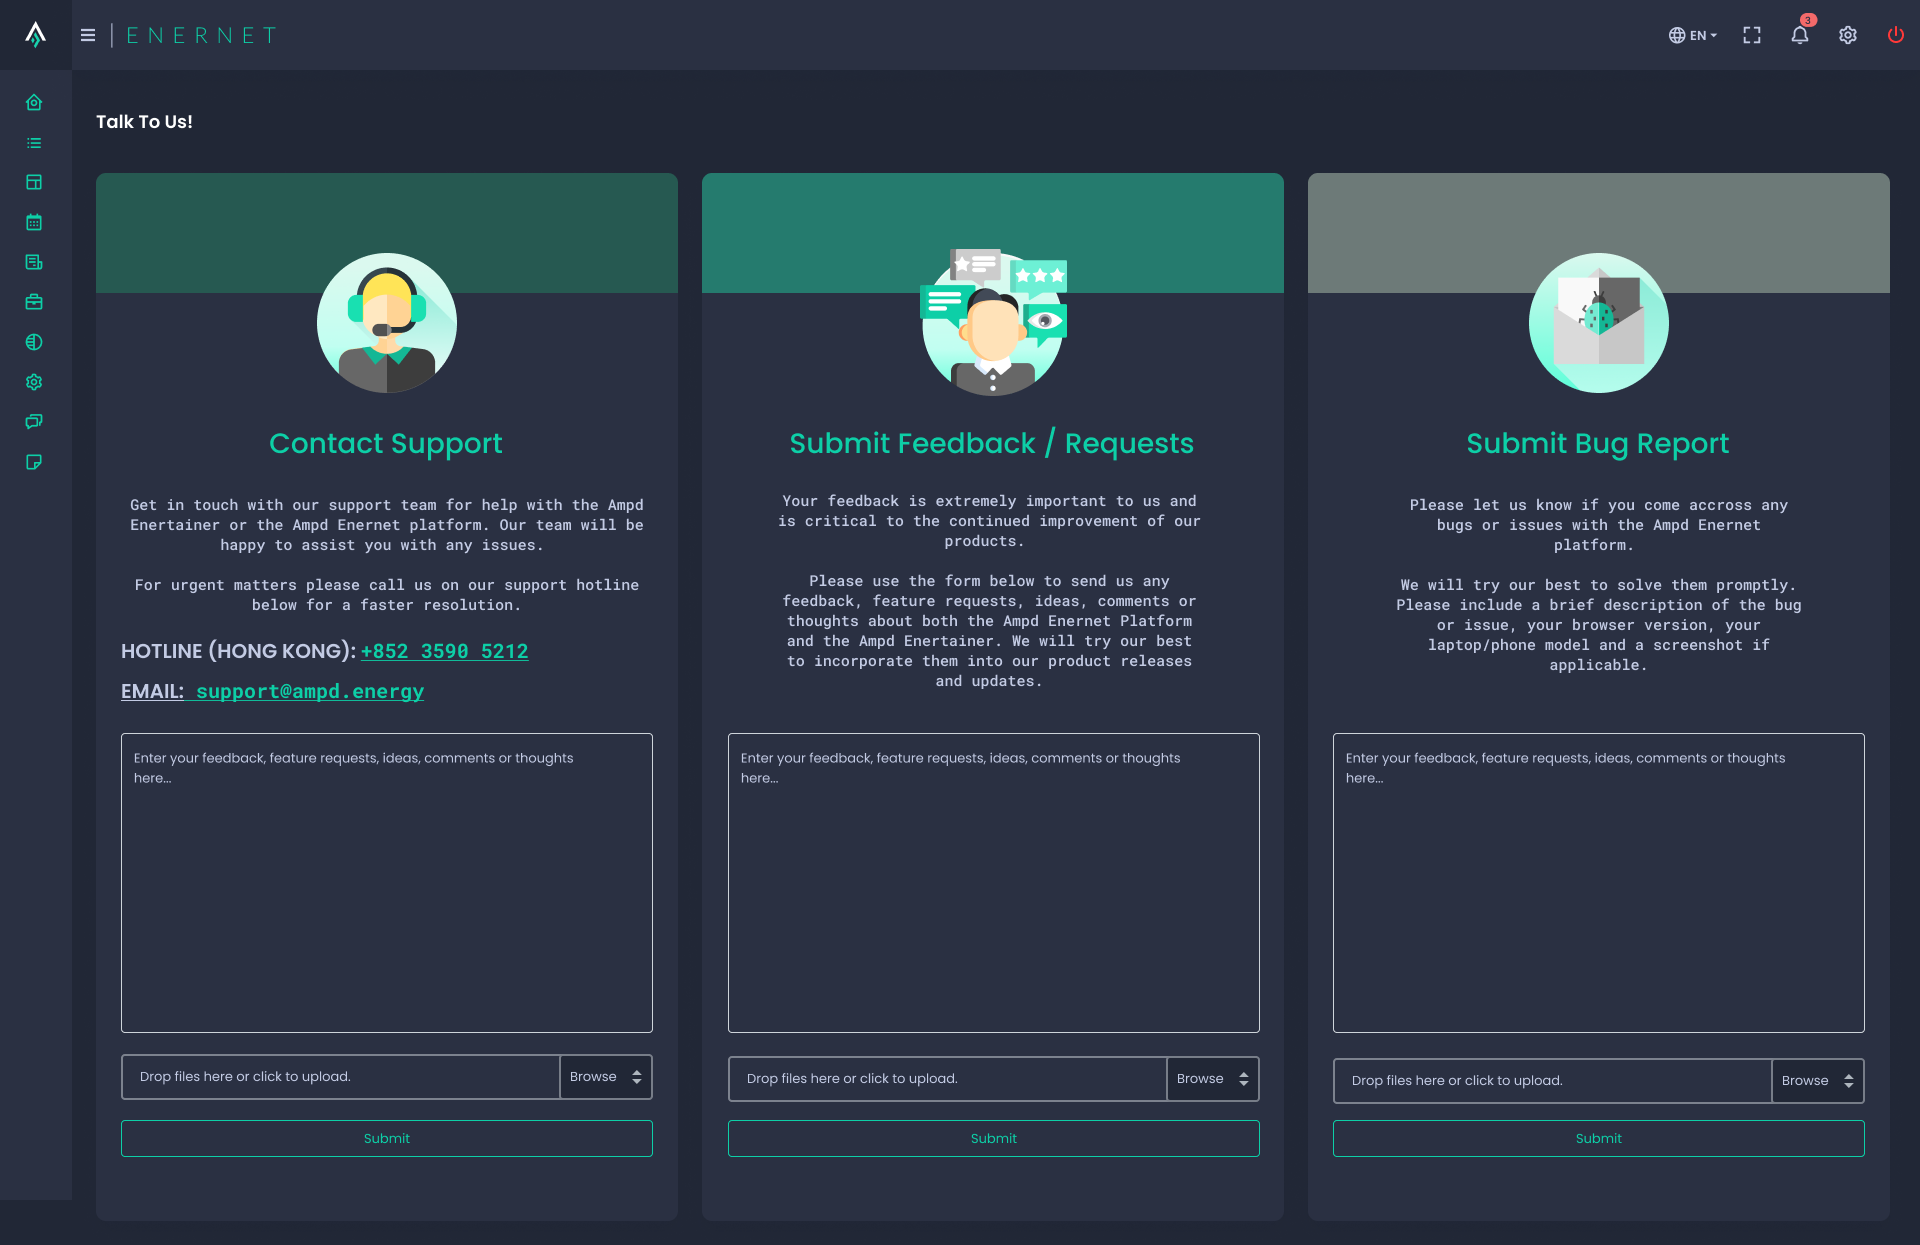 ENERNET
EN
3
Talk To Us!
Contact Support
Get in touch with our support team for help with the Ampd
Enertainer or the Ampd Enernet platform. Our team will be
happy to assist you with any issues.
For urgent matters please call us on our support hotline
below for a faster resolution.
HOTLINE (HONG KONG): +852 3590 5212
EMAIL: support@ampd.energy
Enter your feedback, feature requests, ideas, comments or thoughts
here...
Drop files here or click to upload.
Browse
Submit
Submit Feedback / Requests
Your feedback is extremely important to us and
is critical to the continued improvement of our
products.
Please use the form below to send us any
feedback, feature requests, ideas, comments or
thoughts about both the Ampd Enernet Platform
and the Ampd Enertainer. We will try our best
to incorporate them into our product releases
and updates.
Enter your feedback, feature requests, ideas, comments or thoughts
here...
Drop files here or click to upload.
Browse
Submit
Submit Bug Report
Please let us know if you come accross any
bugs or issues with the Ampd Enernet
platform.
We will try our best to solve them promptly.
Please include a brief description of the bug
or issue, your browser version, your
laptop/phone model and a screenshot if
applicable.
Enter your feedback, feature requests, ideas, comments or thoughts
here...
Drop files here or click to upload.
Browse
Submit